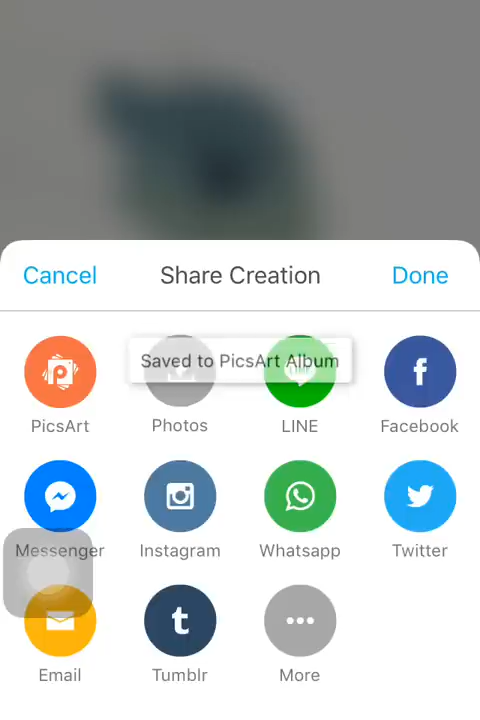 Cancel
Share Creation
Done
Saved to PicsArt Album
PicsArt
Photos
LINE
Facebook
Messenger
Instagram
Whatsapp
Twitter
Email
Tumblr
More